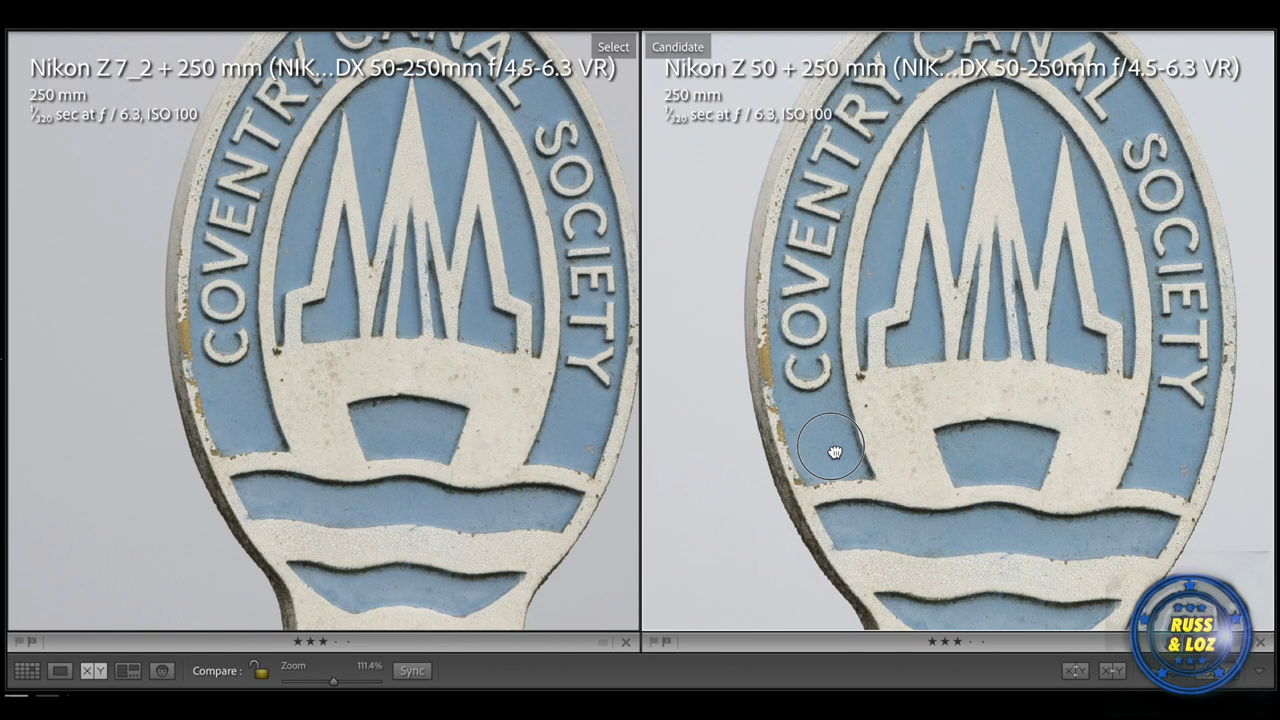 Select
Nikon Z 7_2 + 250 mm (NIK...DX 50-250mm f/4.5-6.3 VR)
250 mm
1/320 sec at ƒ / 6.3, ISO 100
COVENTRY CANAL SOCIETY
Candidate
Nikon Z 50 + 250 mm (NIK...DX 50-250mm f/4.5-6.3 VR)
250 mm
1/320 sec at ƒ / 6.3, ISO 100
COVENTRY CANAL SOCIETY
X Y
Compare :
Zoom
111.4%
Sync
RUSS
& LOZ